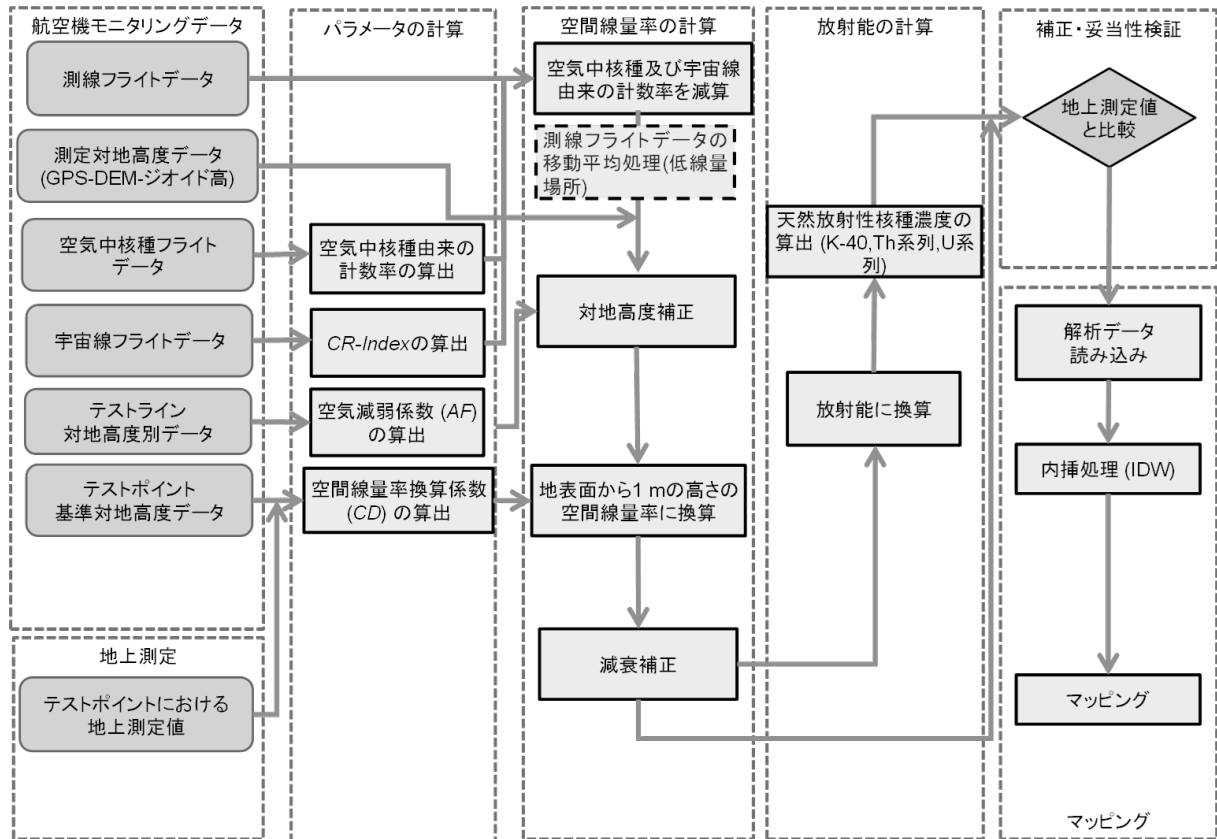 航空機モニタリングデータ
測線フライトデータ
測定対地高度データ
(GPS-DEM-ジオイド高)
空気中核種フライト
データ
宇宙線フライトデータ
テストライン
対地高度別データ
テストポイント
基準対地高度データ
地上測定
テストポイントにおける
地上測定値
パラメータの計算
空気中核種由来の
計数率の算出
CR-Indexの算出
空気減弱係数 (AF)
の算出
空間線量率換算係数
(CD) の算出
空間線量率の計算
空気中核種及び宇宙線
由来の計数率を減算
測線フライトデータの
移動平均処理(低線量
場所)
対地高度補正
地表面から1 mの高さの
空間線量率に換算
減衰補正
放射能の計算
天然放射性核種濃度の
算出 (K-40,Th系列,U系
列)
放射能に換算
補正・妥当性検証
地上測定値
と比較
解析データ
読み込み
内挿処理 (IDW)
マッピング
マッピング